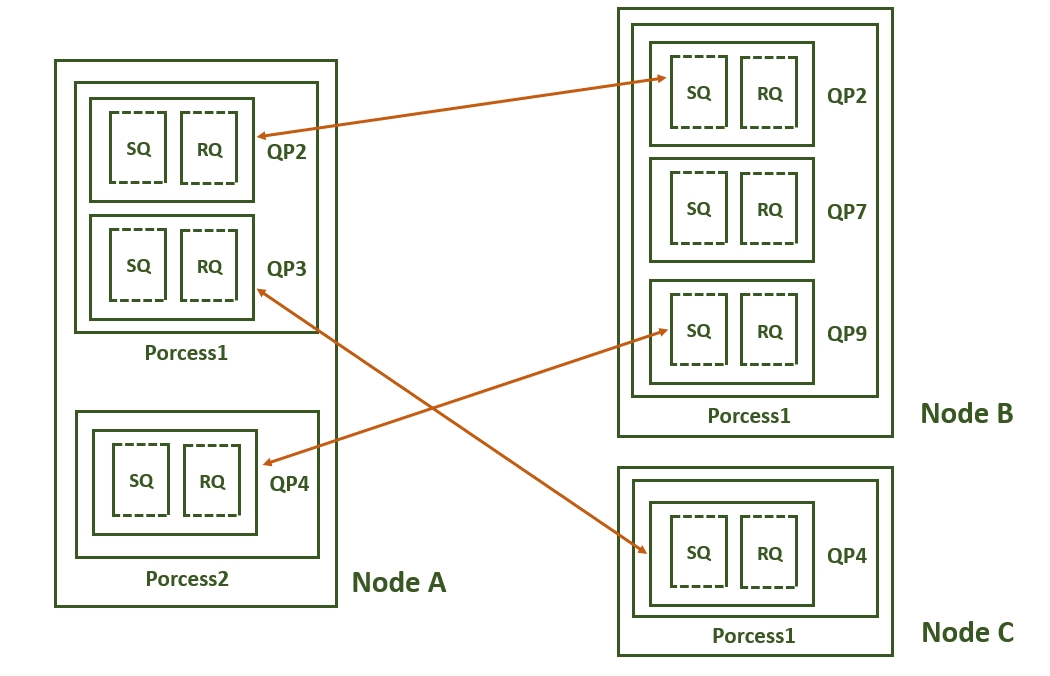 SQ RQ QP2
SQ RQ QP3
Porcess1
SQ RQ QP4
Porcess2
Node A
SQ RQ QP2
SQ RQ QP7
SQ RQ QP9
Porcess1
Node B
SQ RQ QP4
Porcess1
Node C